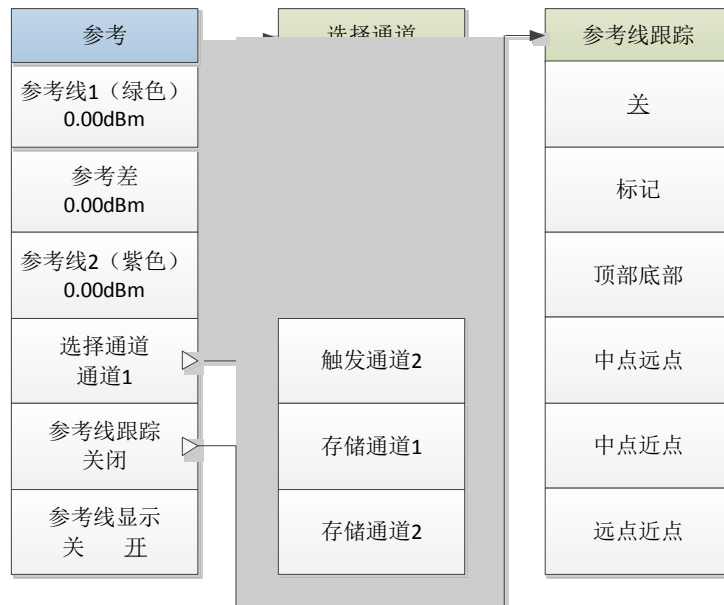 参考
参考线1（绿色）
0.00dBm
参考差
0.00dBm
参考线2（紫色）
0.00dBm
选择通道
通道1
参考线跟踪
关闭
参考线显示
关 开
选择通道
触发通道2
存储通道1
存储通道2
参考线跟踪
关
标记
顶部底部
中点远点
中点近点
远点近点